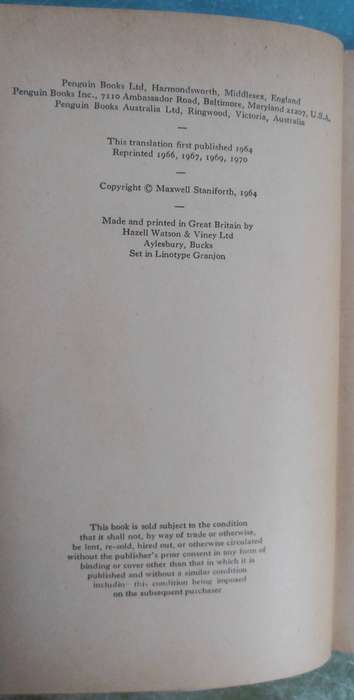 Penguin Books Ltd, Harmondsworth, Middlesex, England
Penguin Books Inc., 7110 Ambassador Road, Baltimore, Maryland 21207, U.S.A.
Penguin Books Australia Ltd, Ringwood, Victoria, Australia
—
This translation first published 1964
Reprinted 1966, 1967, 1969, 1970
—
Copyright © Maxwell Staniforth, 1964
—
Made and printed in Great Britain by
Hazell Watson & Viney Ltd
Aylesbury, Bucks
Set in Linotype Granjon
This book is sold subject to the condition
that it shall not, by way of trade or otherwise,
be lent, re-sold, hired out, or otherwise circulated
without the publisher's prior consent in any form of
binding or cover other than that in which it is
published and without a similar condition
includin this condition being imposed
on the subsequent purchaser